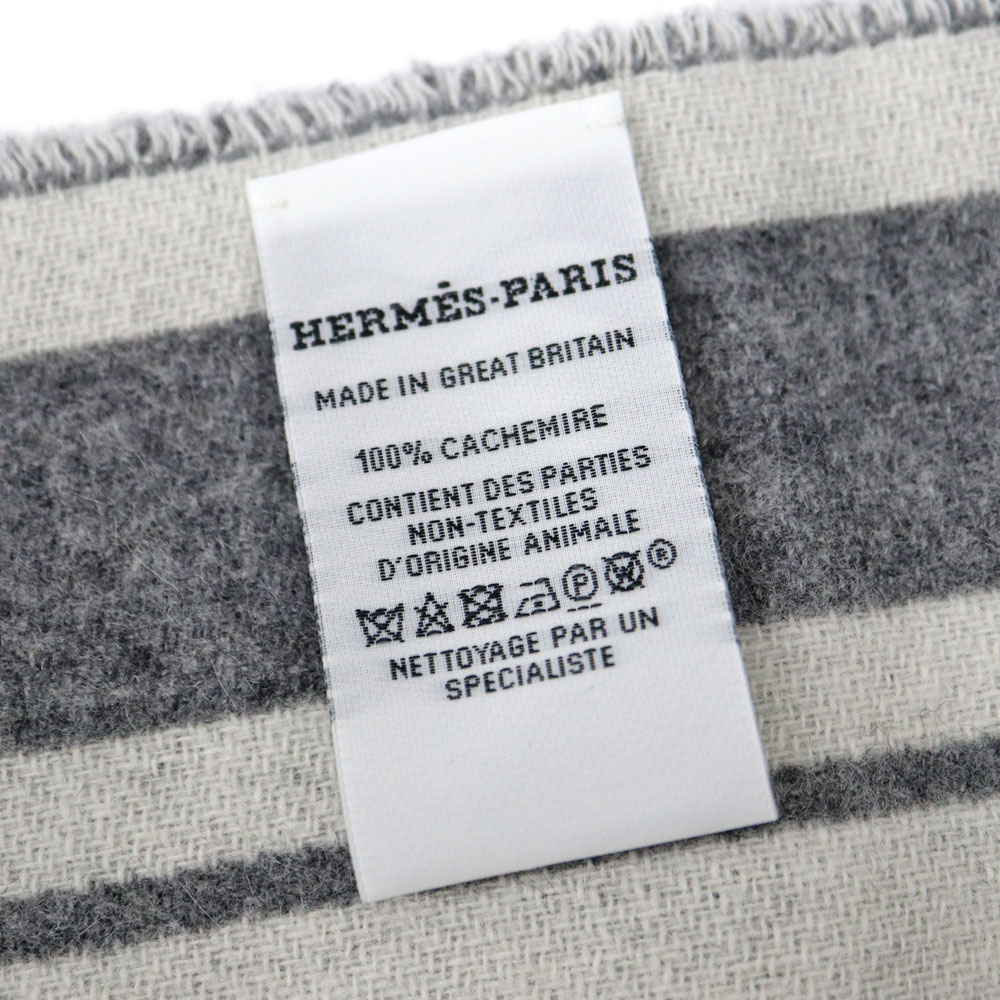 HERMÈS-PARIS
MADE IN GREAT BRITAIN
100% CACHEMIRE
CONTIENT DES PARTIES
NON-TEXTILES
D'ORIGINE ANIMALE
P W ®
NETTOYAGE PAR UN
SPECIALISTE